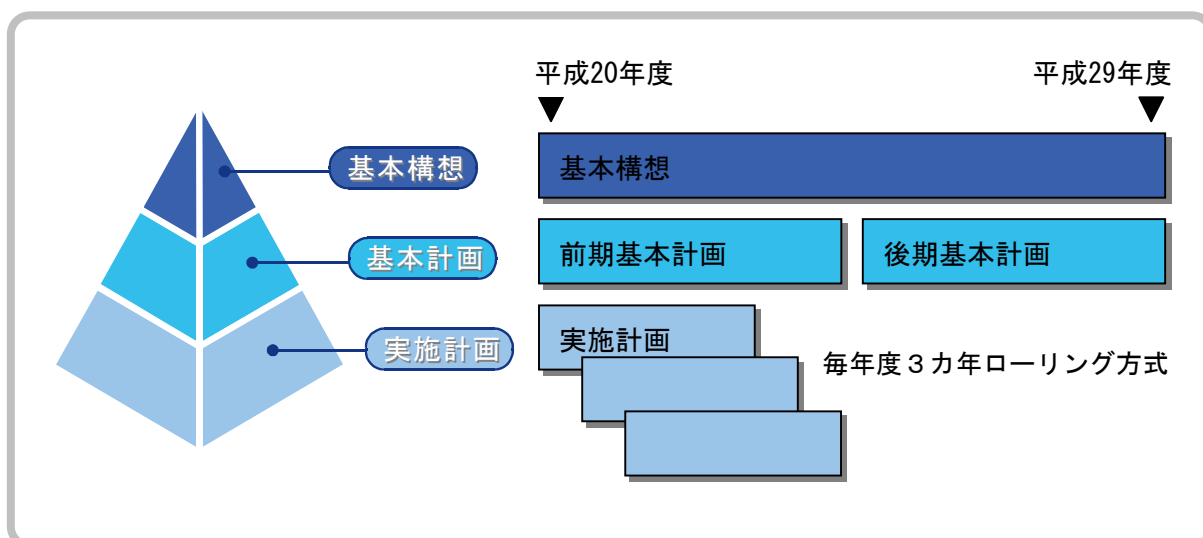 平成20年度
平成29年度
基本構想
基本構想
基本計画
前期基本計画
後期基本計画
実施計画
実施計画
毎年度３カ年ローリング方式